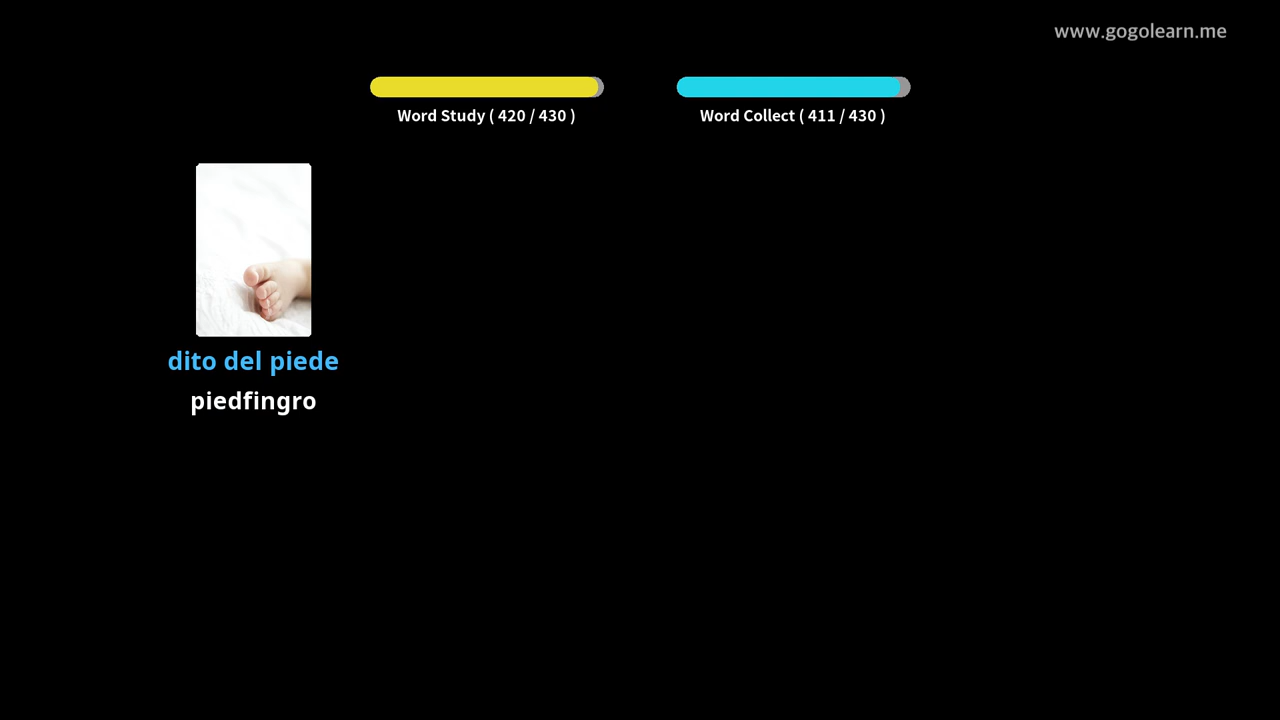 www.gogolearn.me
Word Study ( 420 / 430 )
Word Collect ( 411 / 430 )
dito del piede
piedfingro